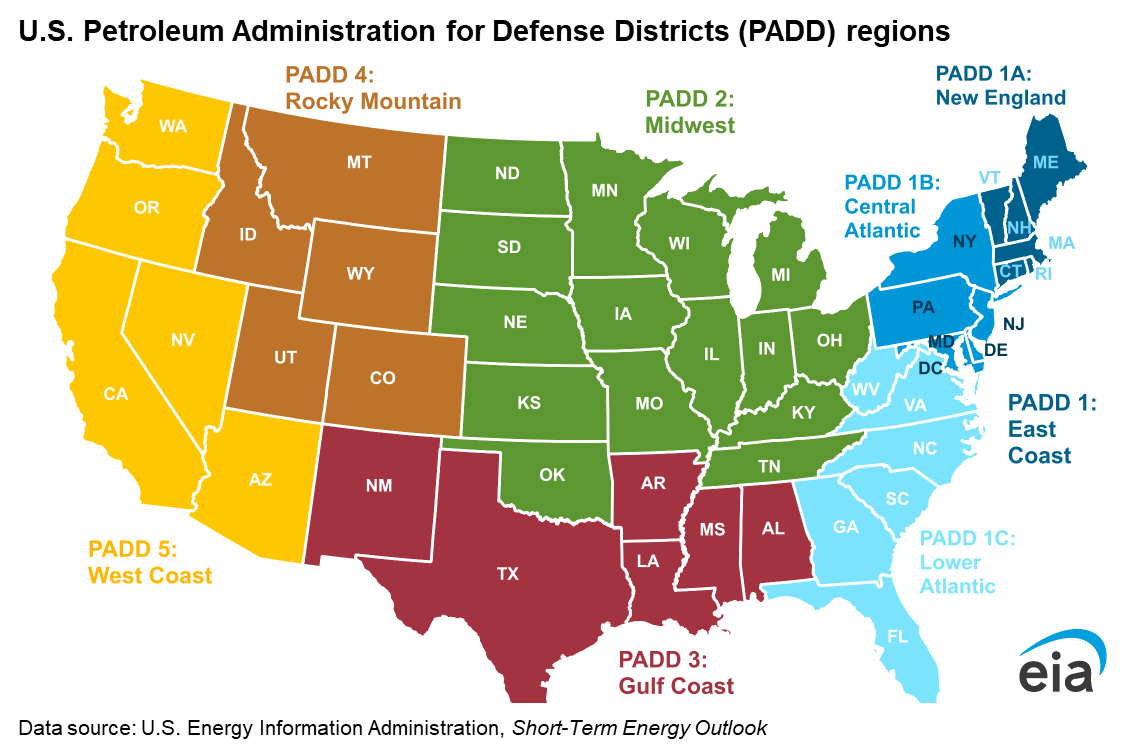 U.S. Petroleum Administration for Defense Districts (PADD) regions
PADD 4:
Rocky Mountain
PADD 2:
Midwest
PADD 1A:
New England
PADD 1B:
Central
Atlantic
WA
OR
ID
MT
WY
ND
SD
MN
WI
MI
NE
IA
NV
UT
CO
CA
KS
MO
IL
IN
OH
KY
TN
AZ
NM
OK
AR
TX
LA
MS
AL
VT
ME
NH
MA
NY
CT
RI
PA
NJ
MD
DE
DC
WV
VA
NC
SC
GA
FL
PADD 1:
East
Coast
PADD 1C:
Lower
Atlantic
PADD 5:
West Coast
PADD 3:
Gulf Coast
eia
Data source: U.S. Energy Information Administration, Short-Term Energy Outlook